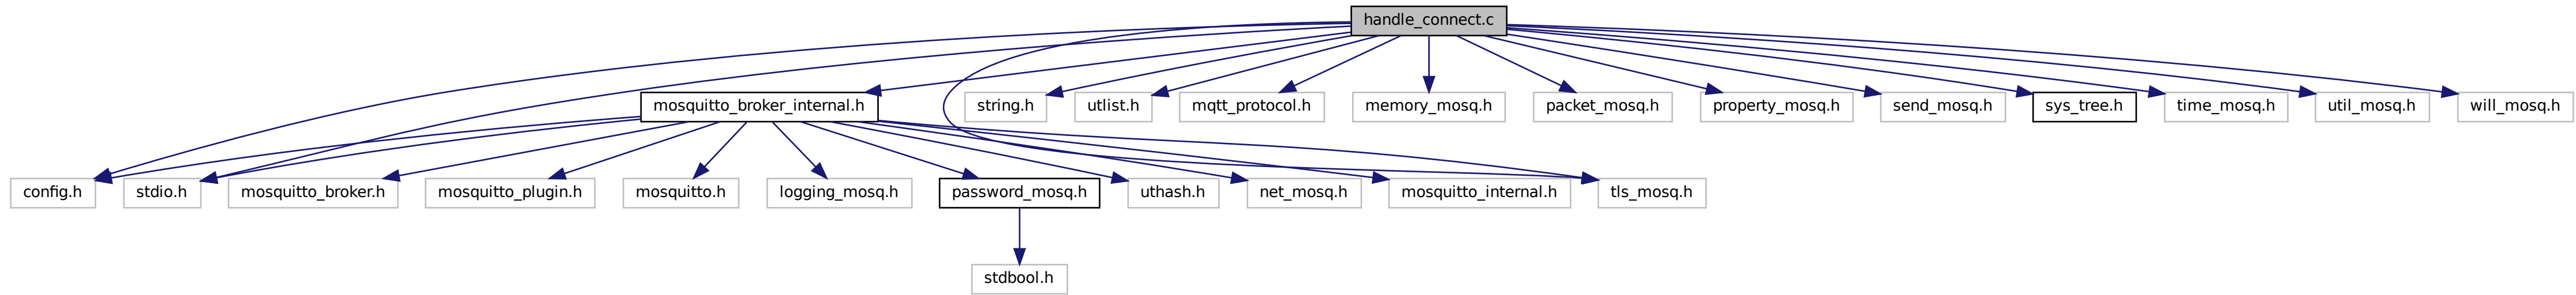 handle_connect.c
mosquitto_broker_internal.h
string.h
utlist.h
mqtt_protocol.h
memory_mosq.h
packet_mosq.h
property_mosq.h
send_mosq.h
sys_tree.h
time_mosq.h
util_mosq.h
will_mosq.h
config.h
stdio.h
mosquitto_broker.h
mosquitto_plugin.h
mosquitto.h
logging_mosq.h
password_mosq.h
uthash.h
net_mosq.h
mosquitto_internal.h
tls_mosq.h
stdbool.h